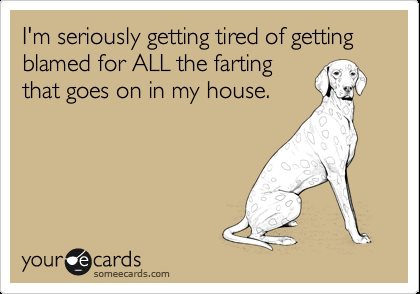 I'm seriously getting tired of getting
blamed for ALL the farting
that goes on in my house.
your e cards
someecards.com